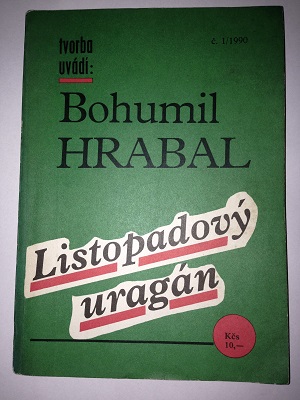 tvorba
uvádí:
č. 1/1990
Bohumil
HRABAL
Listopadový
uragán
Kčs
10,—